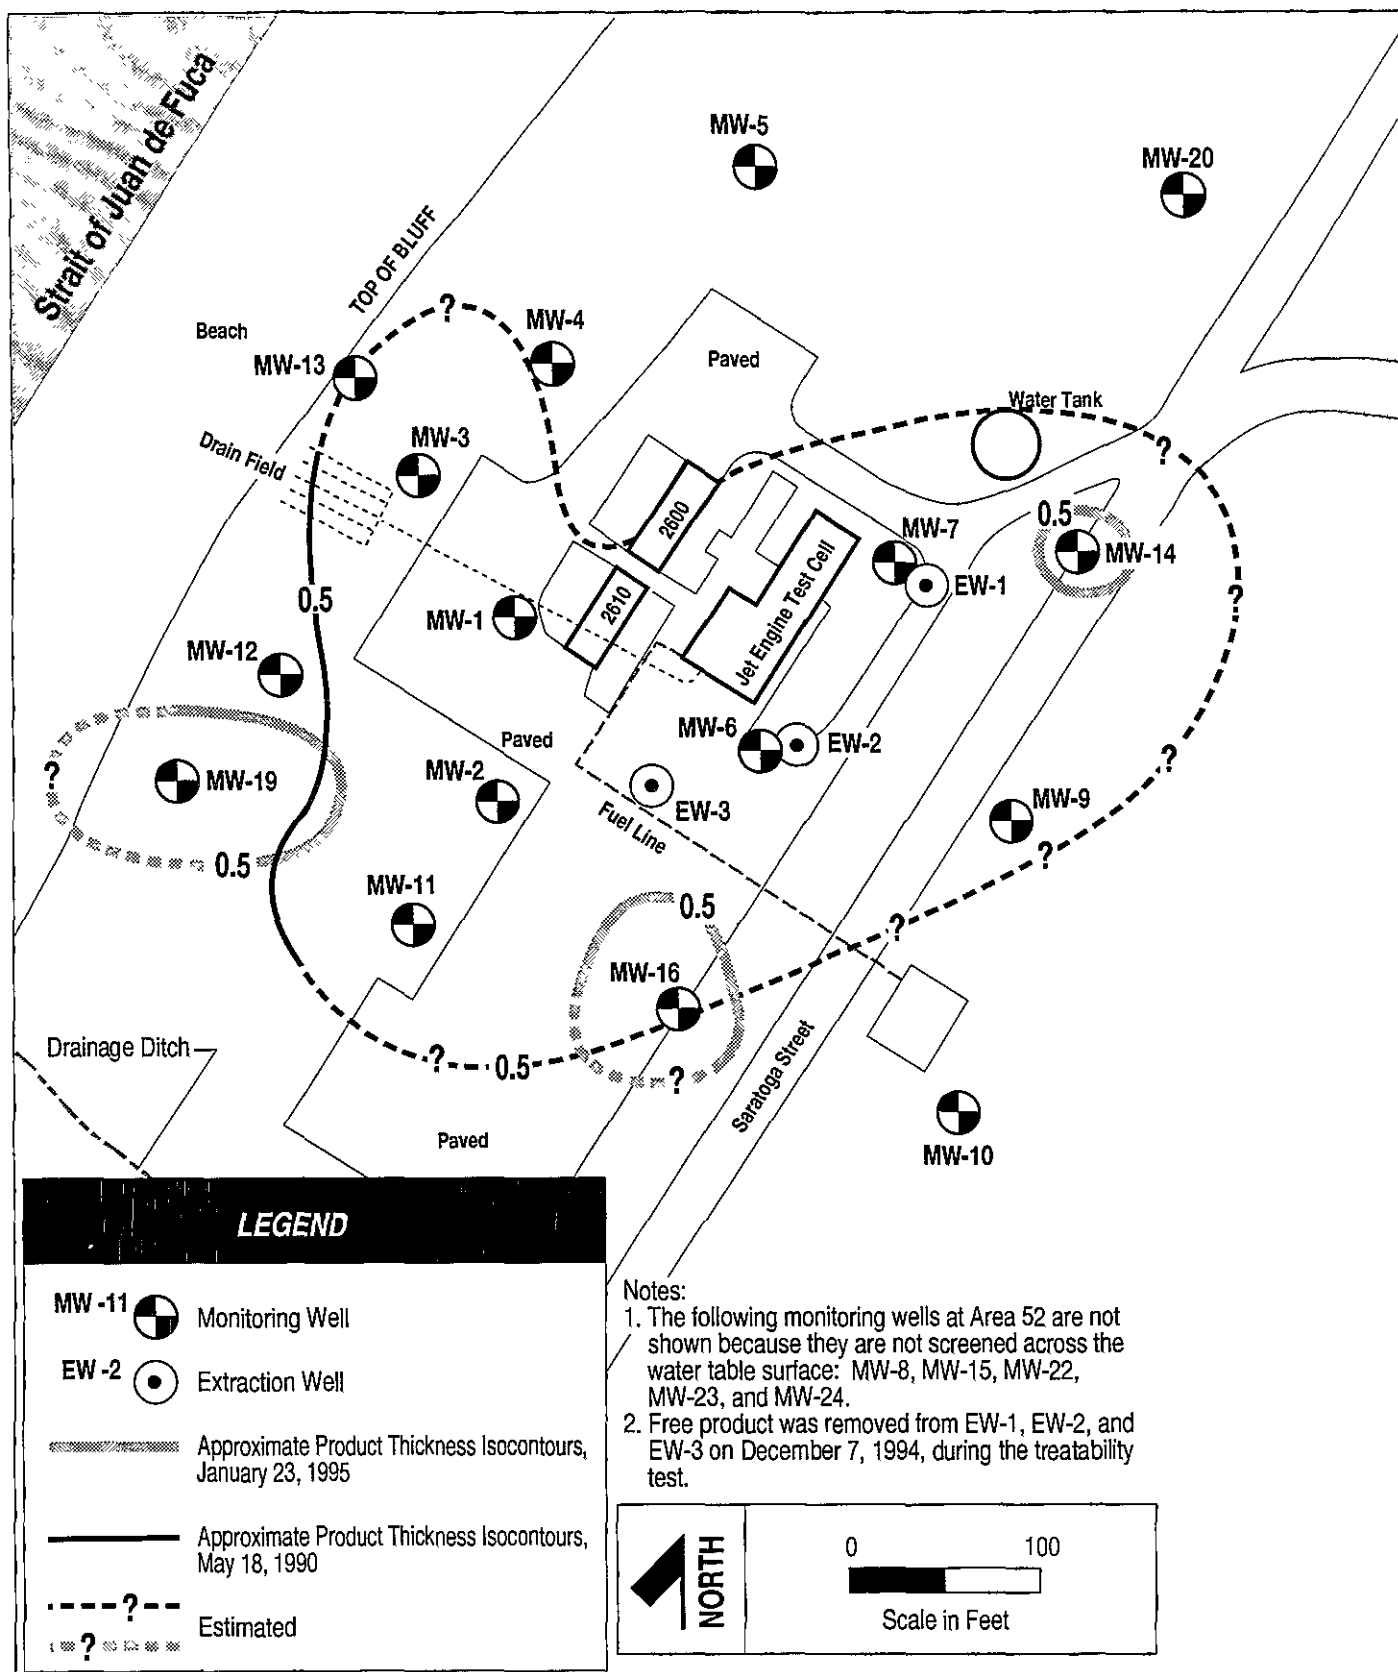 Strait of Juan de Fuca
MW-5
MW-20
TOP OF BLUFF
?
Beach
MW-4
MW-13
Paved
Water Tank
?
Drain Field
MW-3
2600
0.5
MW-7
MW-14
Jet Engine Test Cell
EW-1
0.5
2610
?
MW-1
MW-12
MW-6
Paved
EW-2
?
?
MW-19
MW-2
EW-3
MW-9
Fuel Line
0.5
?
MW-11
0.5
?
MW-16
Drainage Ditch
?
0.5
?
Saratoga Street
Paved
MW-10
LEGEND
MW -11
Monitoring Well
EW -2
Extraction Well
Approximate Product Thickness Isocontours,
January 23, 1995
Approximate Product Thickness Isocontours,
May 18, 1990
?
Estimated
?
Notes:
1. The following monitoring wells at Area 52 are not
shown because they are not screened across the
water table surface: MW-8, MW-15, MW-22,
MW-23, and MW-24.
2. Free product was removed from EW-1, EW-2, and
EW-3 on December 7, 1994, during the treatability
test.
NORTH
0 100
Scale in Feet